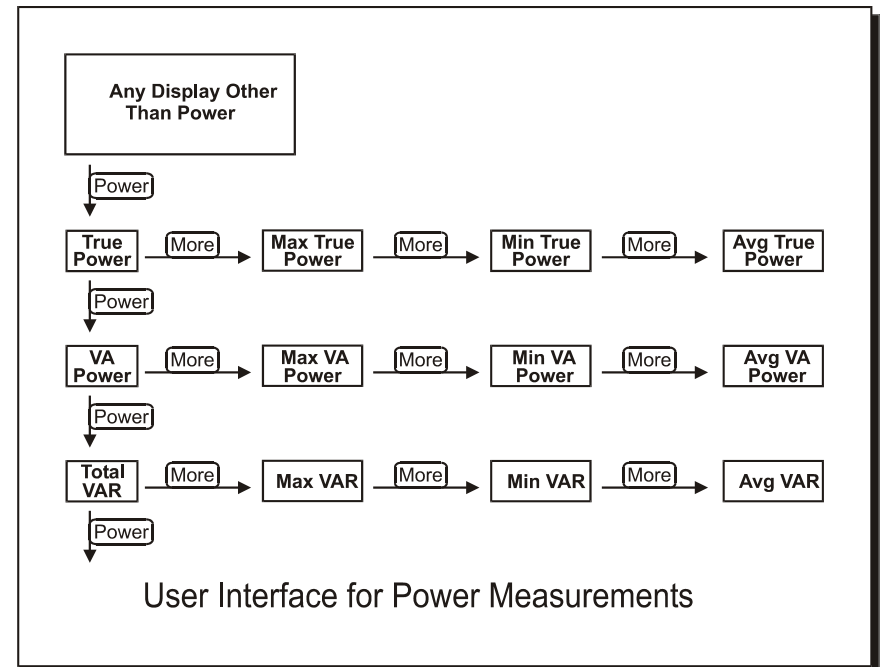 Any Display Other
Than Power
Power
True
Power
More
Max True
Power
More
Min True
Power
More
Avg True
Power
Power
VA
Power
More
Max VA
Power
More
Min VA
Power
More
Avg VA
Power
Power
Total
VAR
More
Max VAR
More
Min VAR
More
Avg VAR
Power
User Interface for Power Measurements